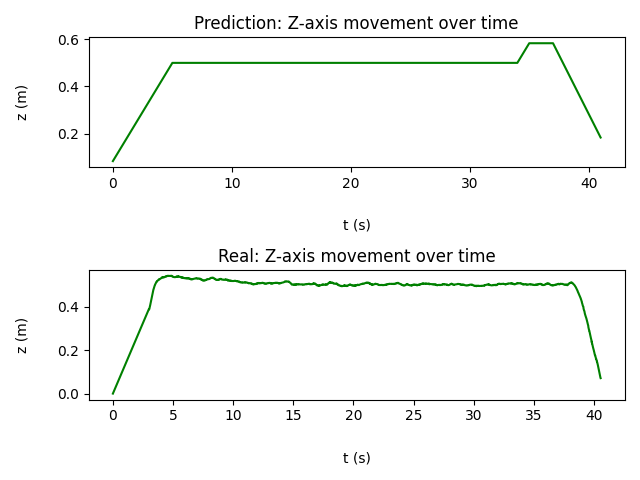 Prediction: Z-axis movement over time
z (m)
0.6
0.4
0.2
0 10 20 30 40
t (s)
Real: Z-axis movement over time
z (m)
0.4
0.2
0.0
0 5 10 15 20 25 30 35 40
t (s)